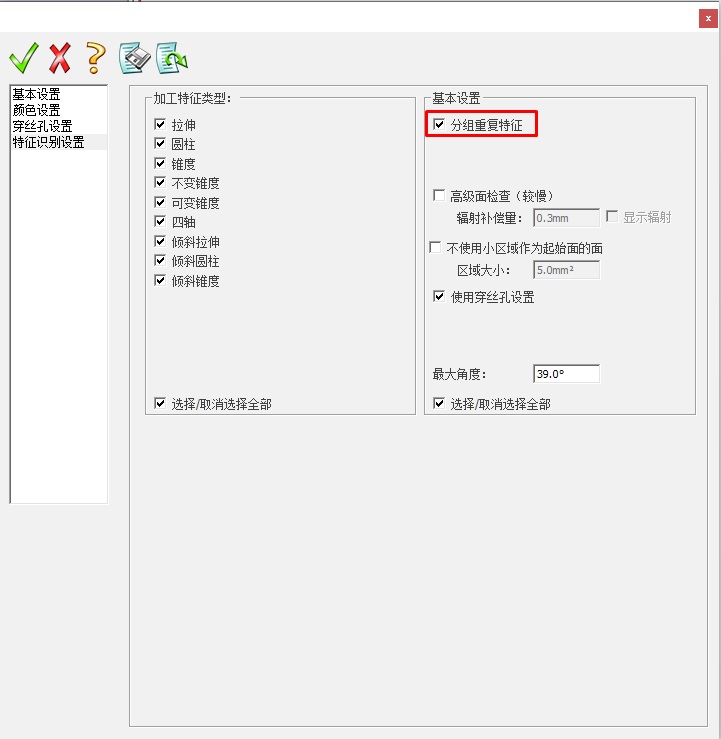 基本设置
颜色设置
穿丝孔设置
特征识别设置
加工特征类型：
拉伸
圆柱
锥度
不变锥度
可变锥度
四轴
倾斜拉伸
倾斜圆柱
倾斜锥度
选择/取消选择全部
基本设置
分组重复特征
高级面检查（较慢）
辐射补偿量： 0.3mm 显示辐射
不使用小区域作为起始面的面
区域大小： 5.0mm²
使用穿丝孔设置
最大角度： 39.0°
选择/取消选择全部